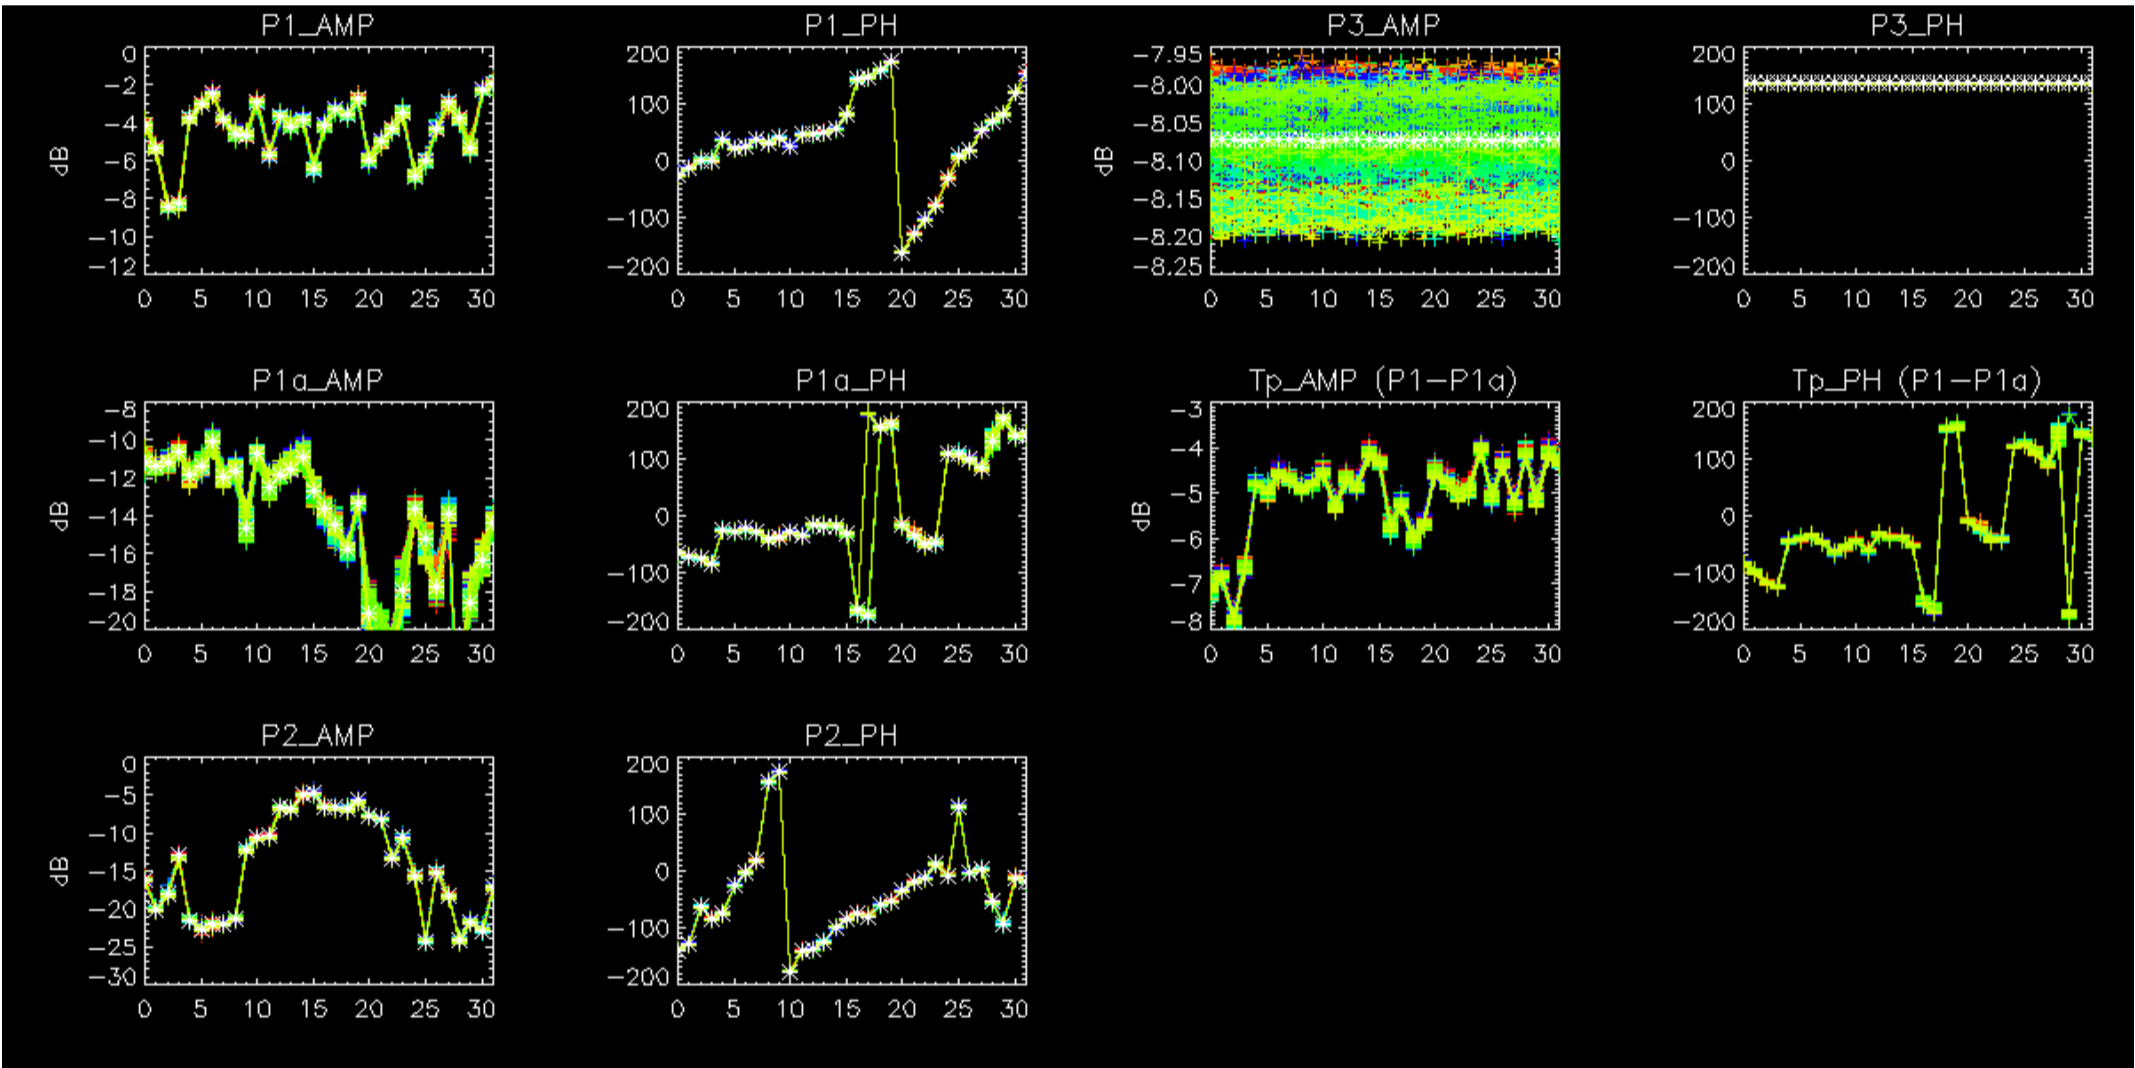 P1_AMP P1_PH P3_AMP P3_PH
0 200 -7.95 200
-2 -8.00
-4 100 -8.05 100
dB -6 0 dB -8.10 0
-8 -100 -8.15 -100
-10 -8.20
-12 -200 -8.25 -200
0 5 10 15 20 25 30 0 5 10 15 20 25 30 0 5 10 15 20 25 30 0 5 10 15 20 25 30
P1a_AMP P1a_PH Tp_AMP (P1-P1a) Tp_PH (P1-P1a)
-8 200 -3 200
-10 100 -4 100
-12
-14 0 -5 0
dB dB
-16 -100 -6 -100
-18 -7
-20 -200 -8 -200
0 5 10 15 20 25 30 0 5 10 15 20 25 30 0 5 10 15 20 25 30 0 5 10 15 20 25 30
P2_AMP P2_PH
0 200
-5 100
-10
dB -15 0
-20 -100
-25
-30 -200
0 5 10 15 20 25 30 0 5 10 15 20 25 30